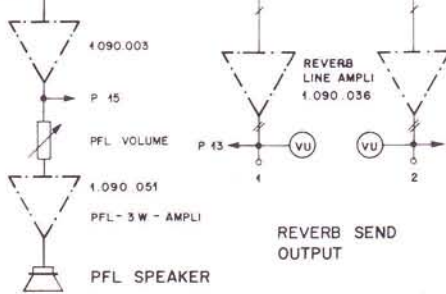 1.090.003
P 15
PFL VOLUME
1.090.051
PFL - 3 W - AMPLI
PFL SPEAKER
REVERB
LINE AMPLI
1.090.036
P 13
VU
VU
1
2
REVERB SEND
OUTPUT